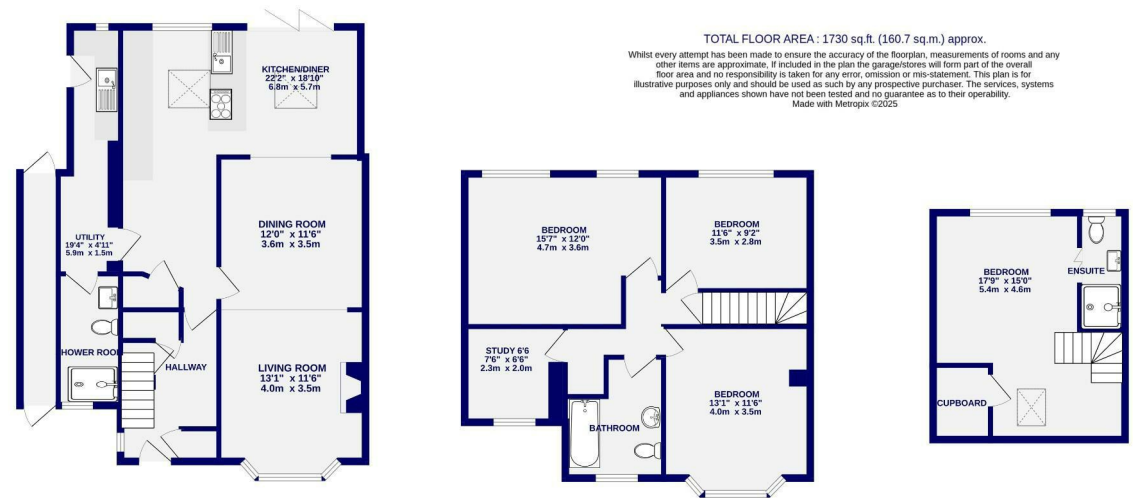 TOTAL FLOOR AREA : 1730 sq.ft. (160.7 sq.m.) approx.
Whilst every attempt has been made to ensure the accuracy of the floorplan, measurements of rooms and any
other items are approximate, If included in the plan the garage/stores will form part of the overall
floor area and no responsibility is taken for any error, omission or mis-statement. This plan is for
illustrative purposes only and should be used as such by any prospective purchaser. The services, systems
and appliances shown have not been tested and no guarantee as to their operability.
Made with Metropix ©2025
KITCHEN/DINER
22'2" x 18'10"
6.8m x 5.7m
DINING ROOM
12'0" x 11'6"
3.6m x 3.5m
UTILITY
19'4" x 4'11"
5.9m x 1.5m
HOWER ROOM
HALLWAY
LIVING ROOM
13'1" x 11'6"
4.0m x 3.5m
BEDROOM
15'7" x 12'0"
4.7m x 3.6m
BEDROOM
11'6" x 9'2"
3.5m x 2.8m
STUDY 6'6
7'6" x 6'6"
2.3m x 2.0m
BATHROOM
BEDROOM
13'1" x 11'6"
4.0m x 3.5m
BEDROOM
17'9" x 15'0"
5.4m x 4.6m
ENSUITE
CUPBOARD